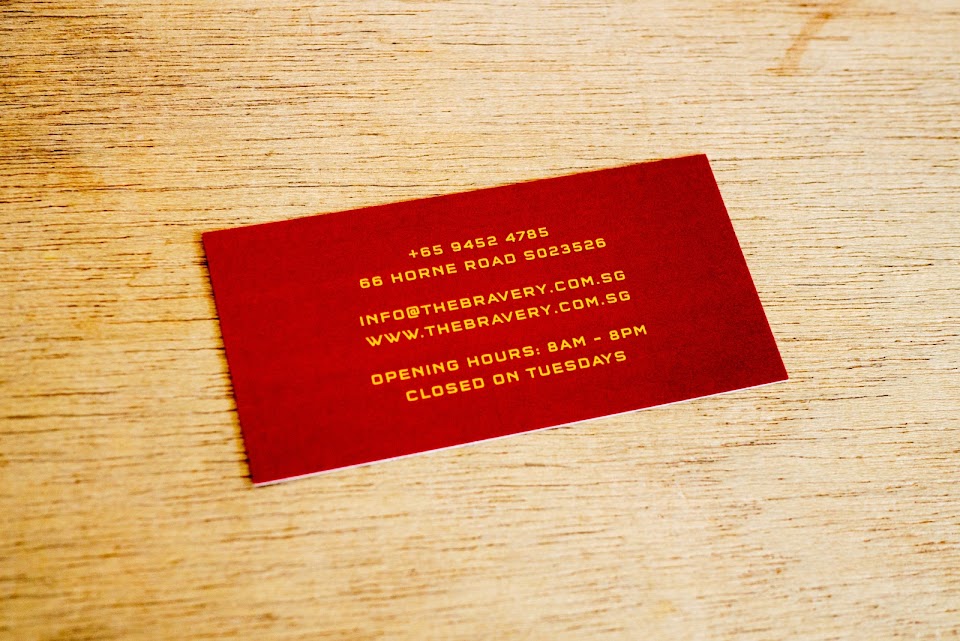 +65 9452 4785
66 HORNE ROAD S023526
INFO@THEBRAVERY.COM.SG
WWW.THEBRAVERY.COM.SG
OPENING HOURS: 8AM - 8PM
CLOSED ON TUESDAYS